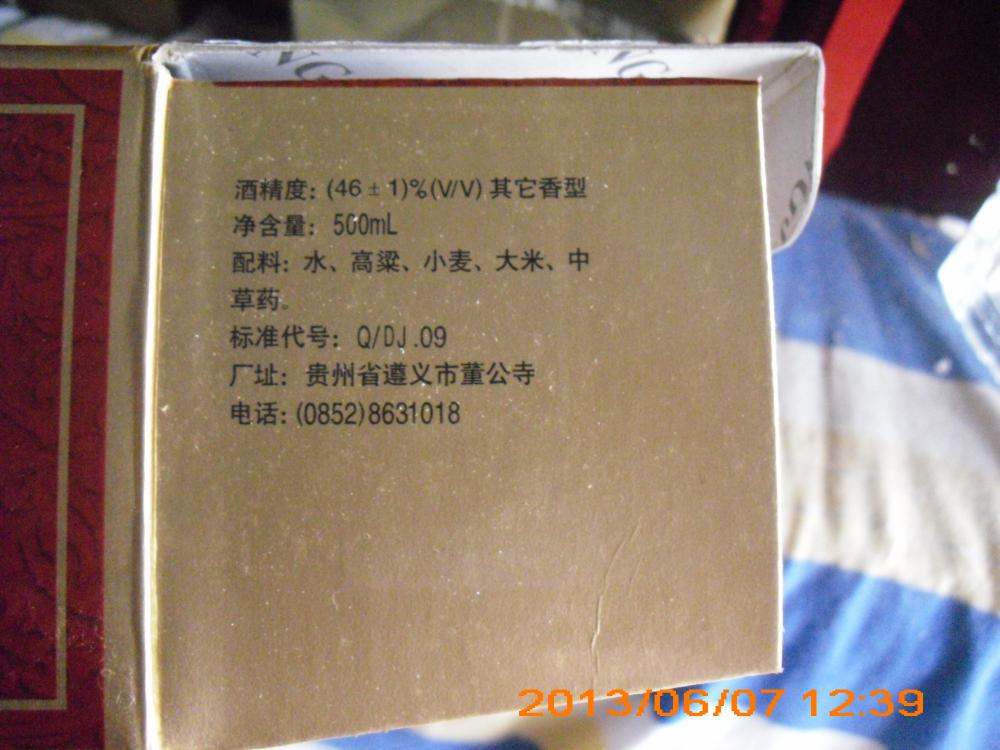 酒精度：(46±1)%(V/V) 其它香型
净含量：500mL
配料：水、高粱、小麦、大米、中
草药。
标准代号：Q/DJ.09
厂址：贵州省遵义市董公寺
电话：(0852)8631018
2013/06/07 12:39